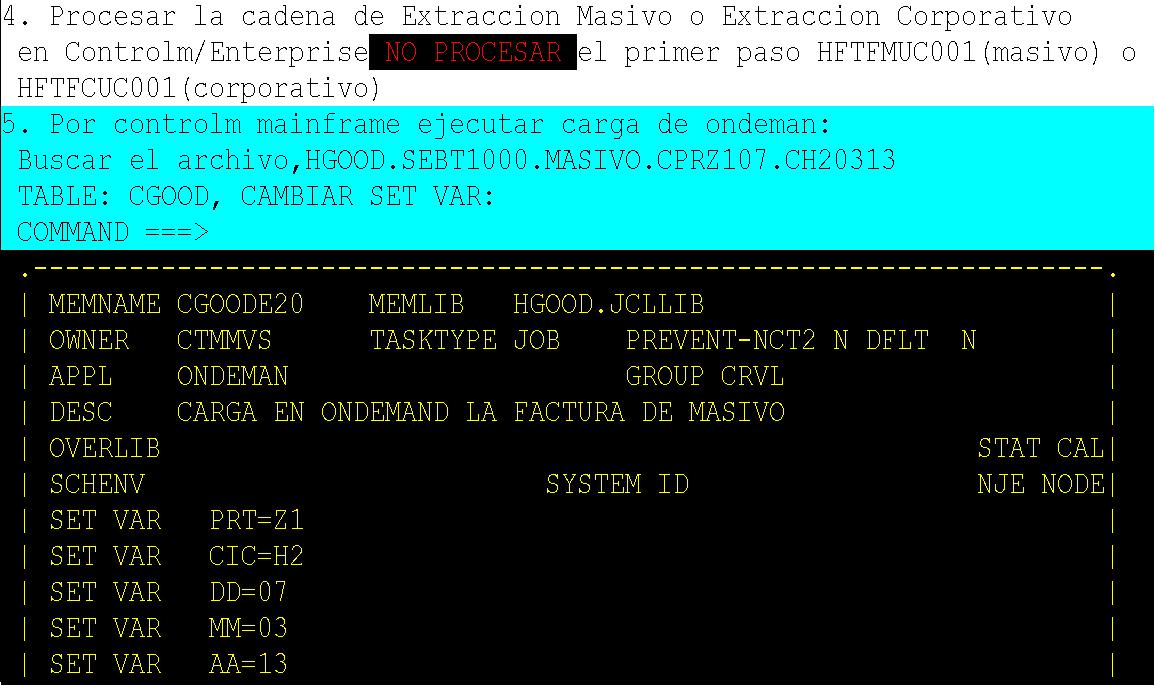 4. Procesar la cadena de Extraccion Masivo o Extraccion Corporativo
en Controlm/Enterprise NO PROCESAR el primer paso HFTFMUC001(masivo) o
HFTFCUC001(corporativo)
5. Por controlm mainframe ejecutar carga de ondeman:
Buscar el archivo,HGOOD.SEBT1000.MASIVO.CPRZ107.CH20313
TABLE: CGOOD, CAMBIAR SET VAR:
COMMAND ===>
.-------------------------------------------------------------------.
| MEMNAME CGOODE20 MEMLIB HGOOD.JCLLIB |
| OWNER CTMMVS TASKTYPE JOB PREVENT-NCT2 N DFLT N |
| APPL ONDEMAN GROUP CRVL |
| DESC CARGA EN ONDEMAND LA FACTURA DE MASIVO |
| OVERLIB STAT CAL|
| SCHENV SYSTEM ID NJE NODE|
| SET VAR PRT=Z1 |
| SET VAR CIC=H2 |
| SET VAR DD=07 |
| SET VAR MM=03 |
| SET VAR AA=13 |